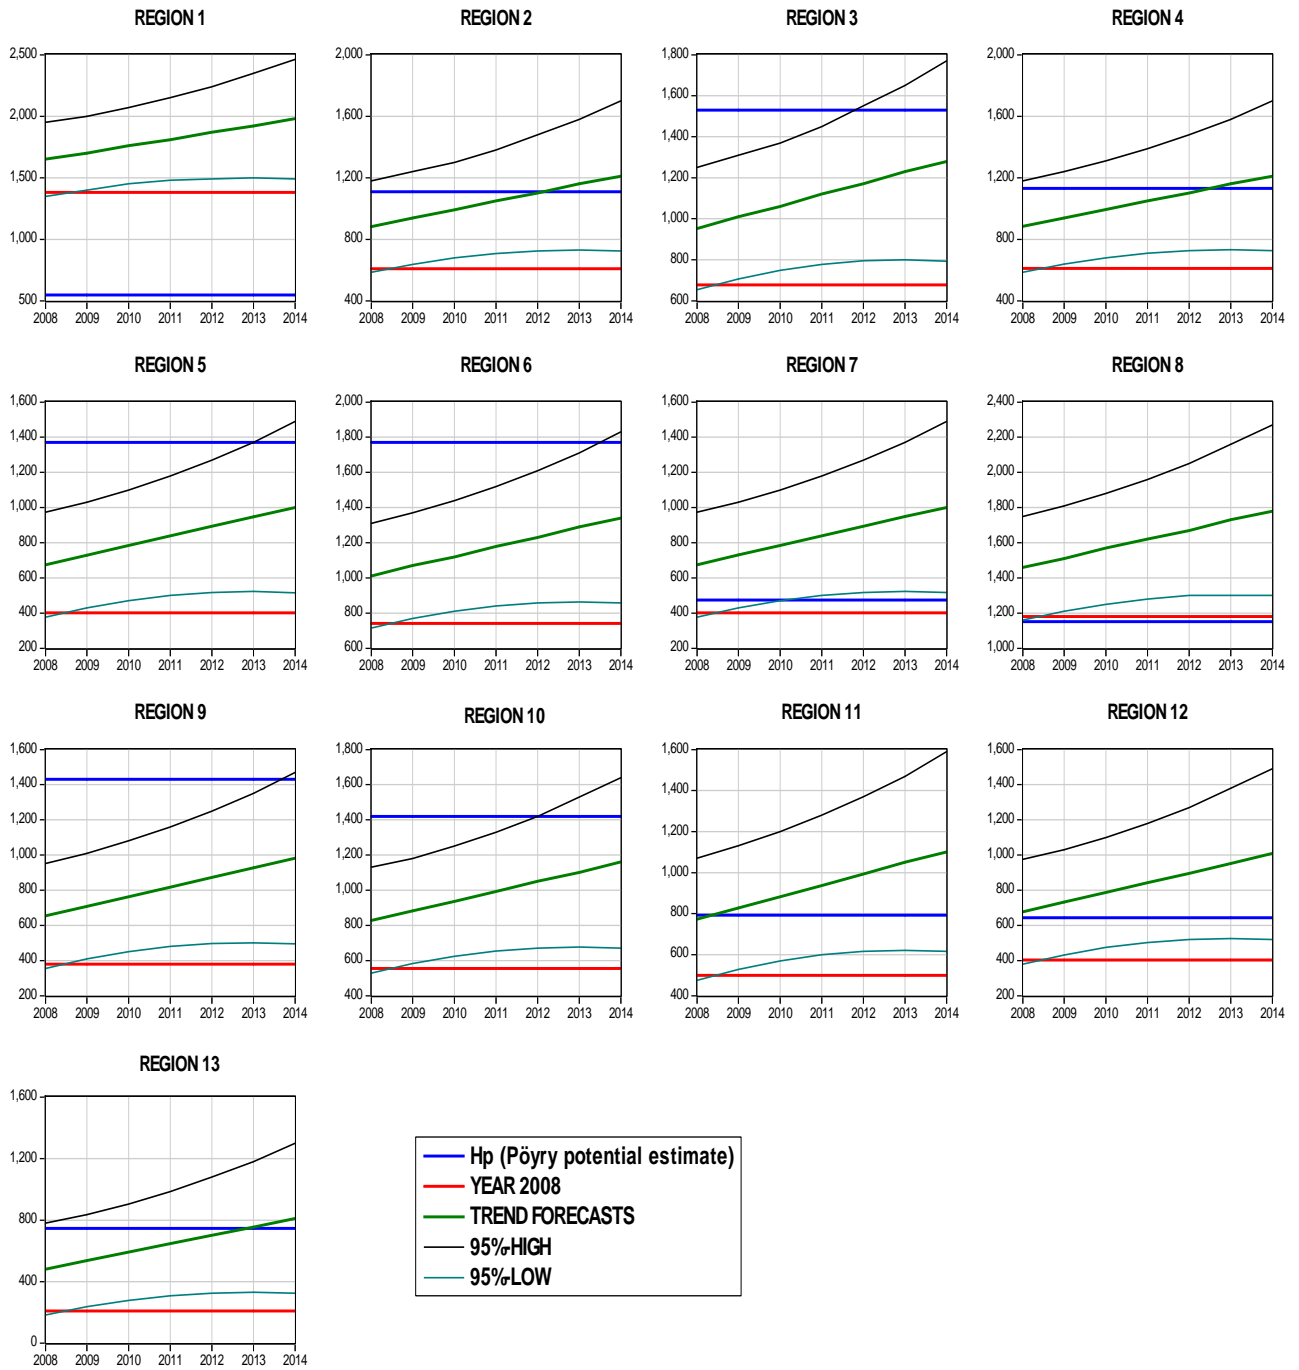 REGION 1 REGION 2 REGION 3 REGION 4
2,500 2,000 1,800 2,000
1,600
2,000 1,600 1,600
1,400
1,500 1,200 1,200 1,200
1,000
1,000 800 800
800
500 400 600 400
2008 2009 2010 2011 2012 2013 2014 2008 2009 2010 2011 2012 2013 2014 2008 2009 2010 2011 2012 2013 2014 2008 2009 2010 2011 2012 2013 2014
REGION 5 REGION 6 REGION 7 REGION 8
1,600 2,000 1,600 2,400
1,400 1,800 1,400 2,200
1,200 1,600 1,200 2,000
1,000 1,400 1,000 1,800
800 1,200 800 1,600
600 1,000 600 1,400
400 800 400 1,200
200 600 200 1,000
2008 2009 2010 2011 2012 2013 2014 2008 2009 2010 2011 2012 2013 2014 2008 2009 2010 2011 2012 2013 2014 2008 2009 2010 2011 2012 2013 2014
REGION 9 REGION 10 REGION 11 REGION 12
1,600 1,800 1,600 1,600
1,400 1,600 1,400 1,400
1,200 1,400 1,200 1,200
1,000 1,200 1,000 1,000
800 1,000 800 800
600 800 600 600
400 600 400
200 400 400 200
2008 2009 2010 2011 2012 2013 2014 2008 2009 2010 2011 2012 2013 2014 2008 2009 2010 2011 2012 2013 2014 2008 2009 2010 2011 2012 2013 2014
REGION 13
1,600
1,200
800
400
0
2008 2009 2010 2011 2012 2013 2014
Hp (Pöyry potential estimate)
YEAR 2008
TREND FORECASTS
95%-HIGH
95%-LOW